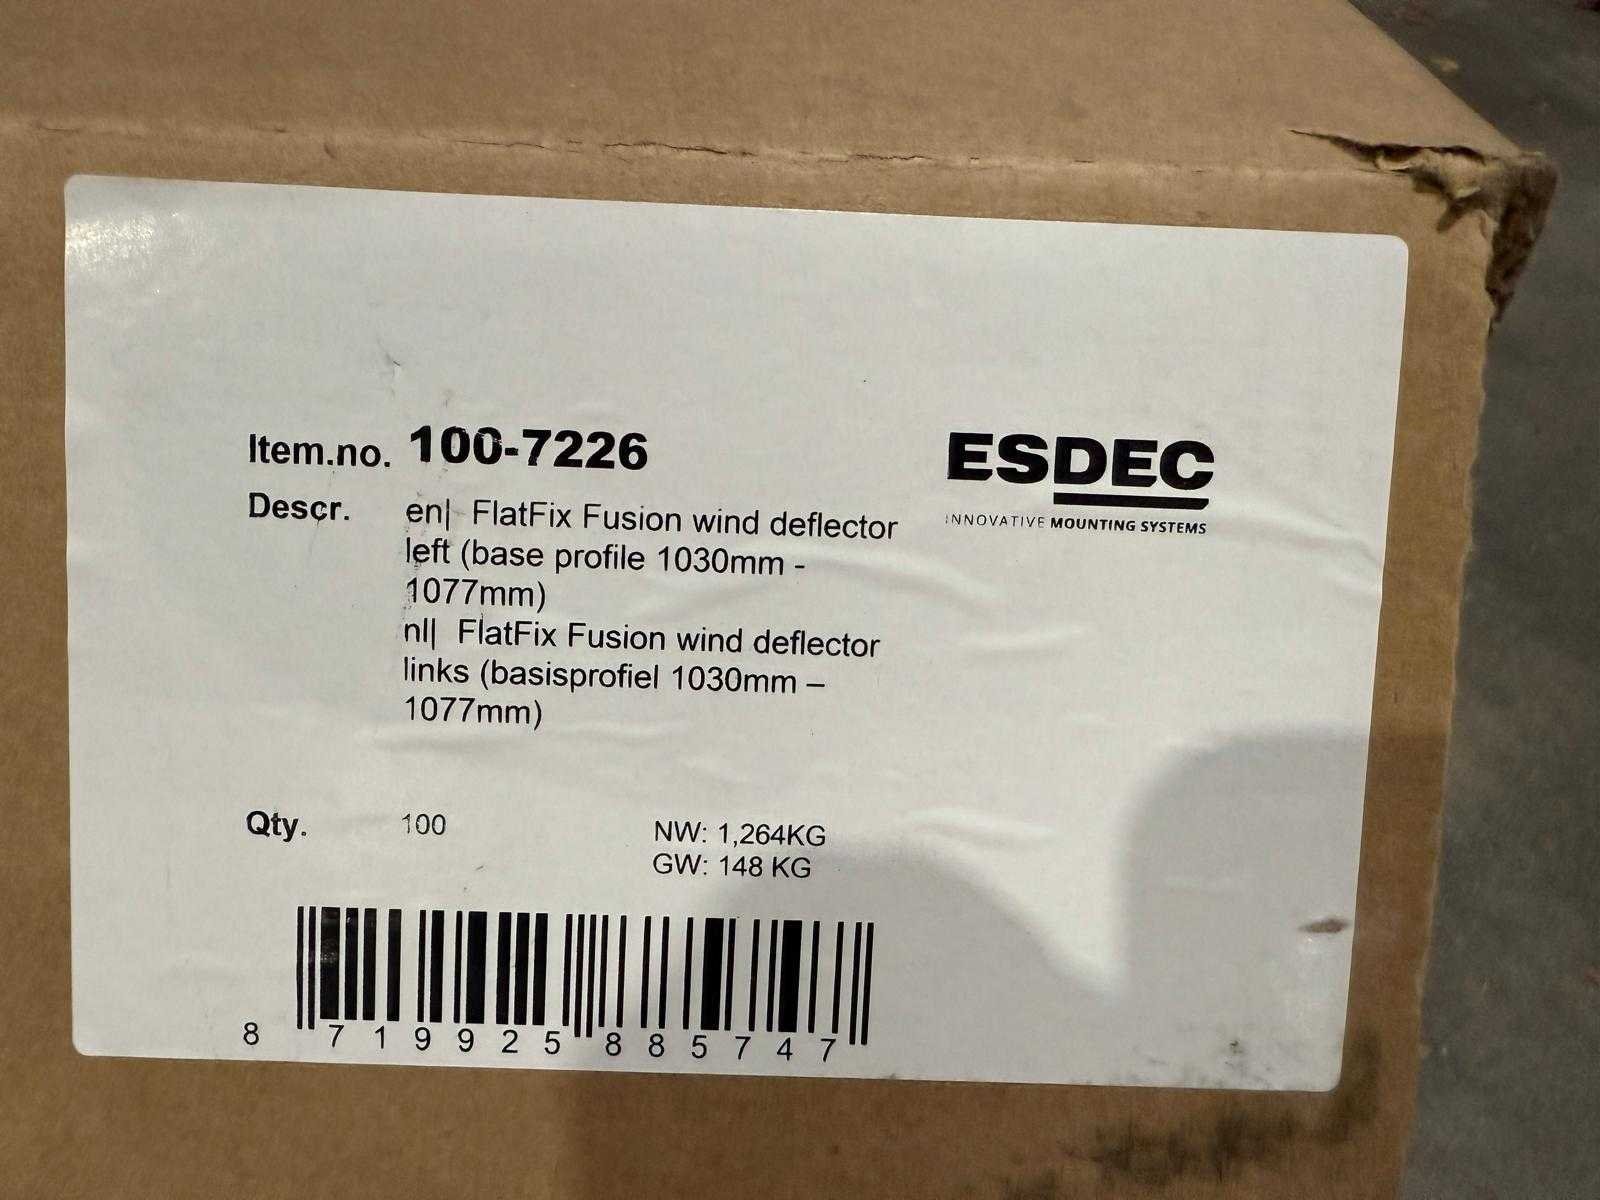 Item.no. 100-7226
ESDEC
INNOVATIVE MOUNTING SYSTEMS
Descr. en| FlatFix Fusion wind deflector
left (base profile 1030mm -
1077mm)
nl| FlatFix Fusion wind deflector
links (basisprofiel 1030mm –
1077mm)
Qty. 100
NW: 1,264KG
GW: 148 KG
8 719925 885747